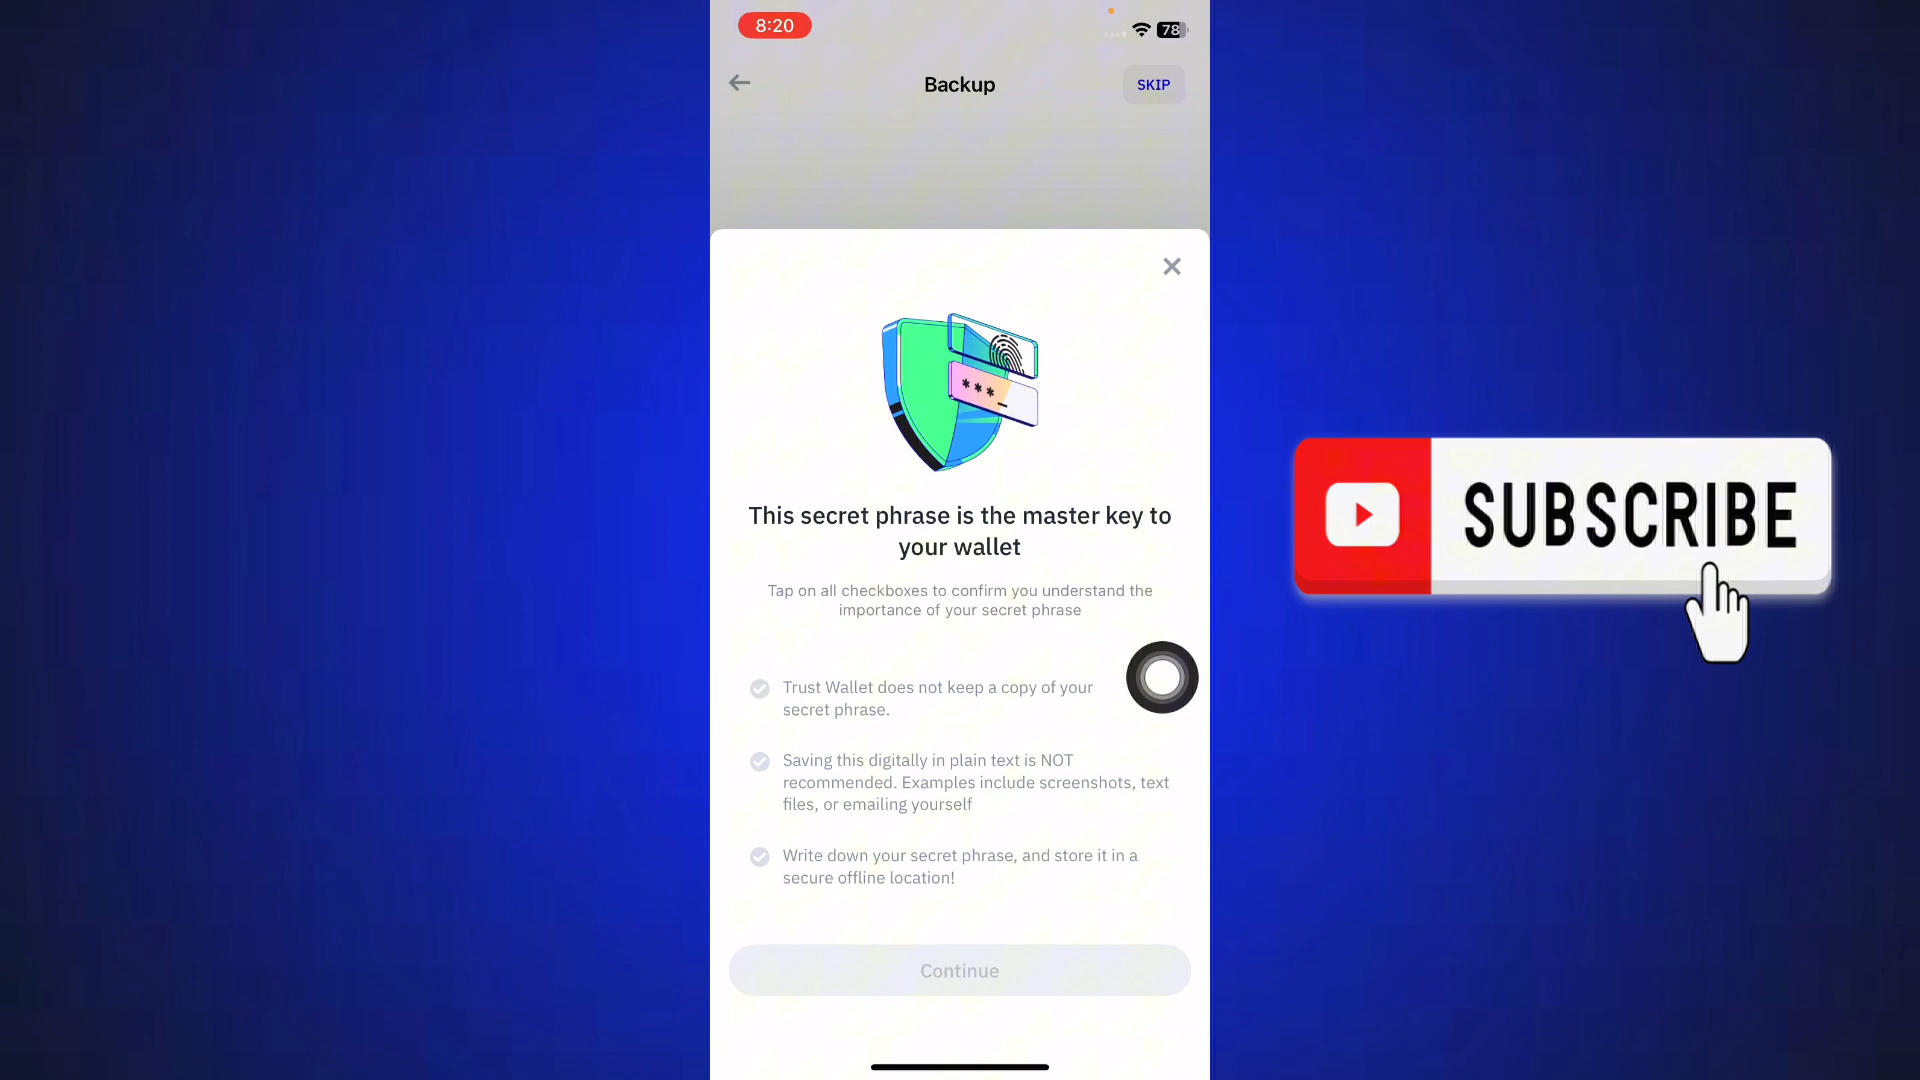 8:20
78
Backup
SKIP
***_
This secret phrase is the master key to
your wallet
Tap on all checkboxes to confirm you understand the
importance of your secret phrase
Trust Wallet does not keep a copy of your
secret phrase.
Saving this digitally in plain text is NOT
recommended. Examples include screenshots, text
files, or emailing yourself
Write down your secret phrase, and store it in a
secure offline location!
Continue
SUBSCRIBE